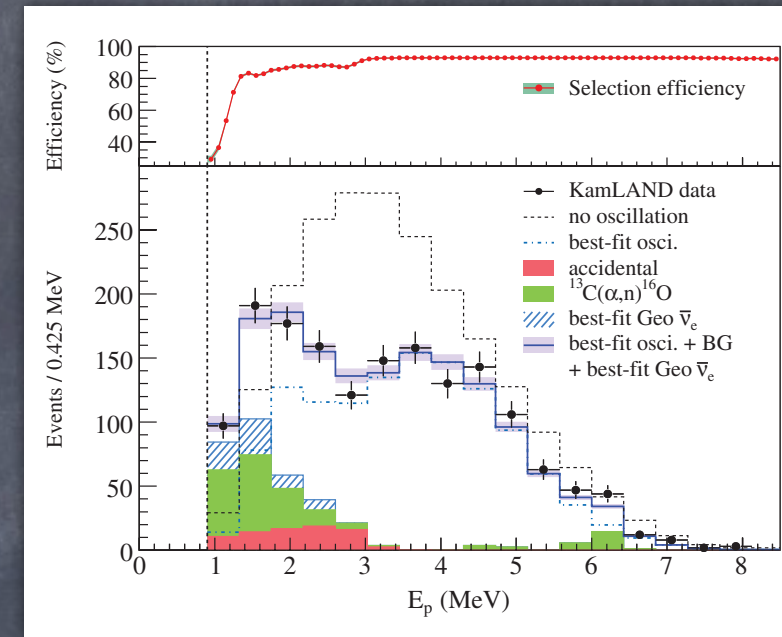 Efficiency (%)
100
80
60
40
Selection efficiency
Events / 0.425 MeV
250
200
150
100
50
0
KamLAND data
no oscillation
best-fit osci.
accidental
¹³C(α,n)¹⁶O
best-fit Geo ν̅ₑ
best-fit osci. + BG
+ best-fit Geo ν̅ₑ
0 1 2 3 4 5 6 7 8
Eₚ (MeV)